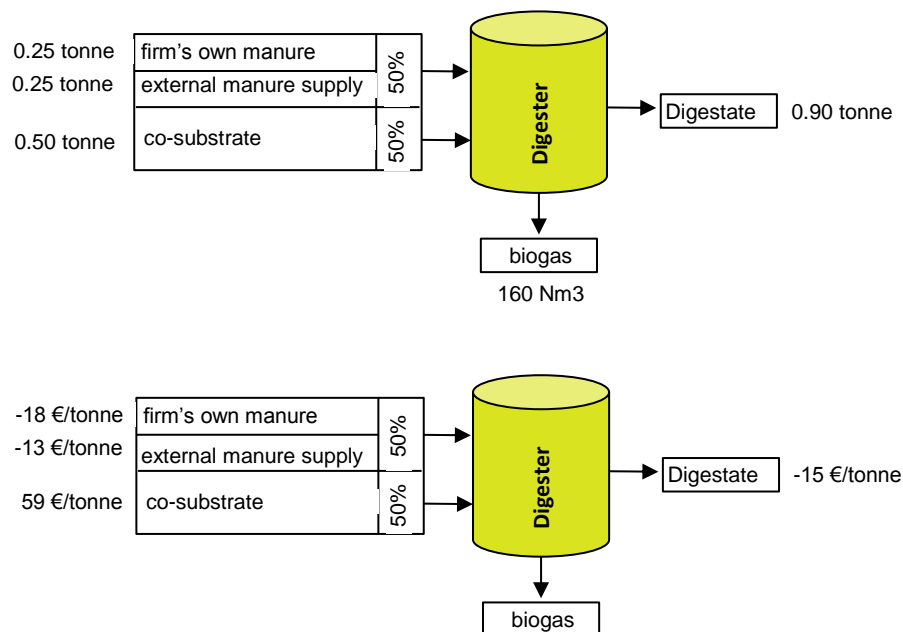 0.25 tonne
firm's own manure
0.25 tonne
external manure supply
50%
0.50 tonne
co-substrate
50%
Digester
Digestate
0.90 tonne
biogas
160 Nm3
-18 €/tonne
firm's own manure
-13 €/tonne
external manure supply
50%
59 €/tonne
co-substrate
50%
Digester
Digestate
-15 €/tonne
biogas